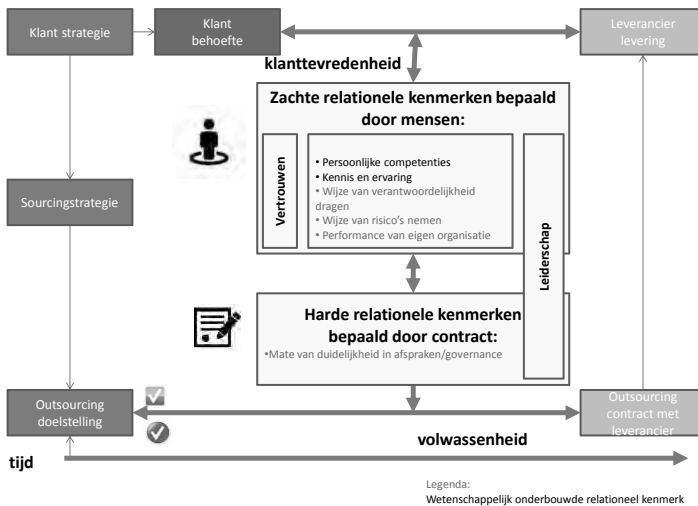 Klant strategie
Klant
behoefte
Leverancier
levering
klanttevredenheid
Zachte relationele kenmerken bepaald
door mensen:
Vertrouwen
• Persoonlijke competenties
• Kennis en ervaring
• Wijze van verantwoordelijkheid
dragen
• Wijze van risico's nemen
• Performance van eigen organisatie
Leiderschap
Sourcingstrategie
Harde relationele kenmerken
bepaald door contract:
•Mate van duidelijkheid in afspraken/governance
Outsourcing
doelstelling
Outsourcing
contract met
leverancier
volwassenheid
tijd
Legenda:
Wetenschappelijk onderbouwde relationeel kenmerk